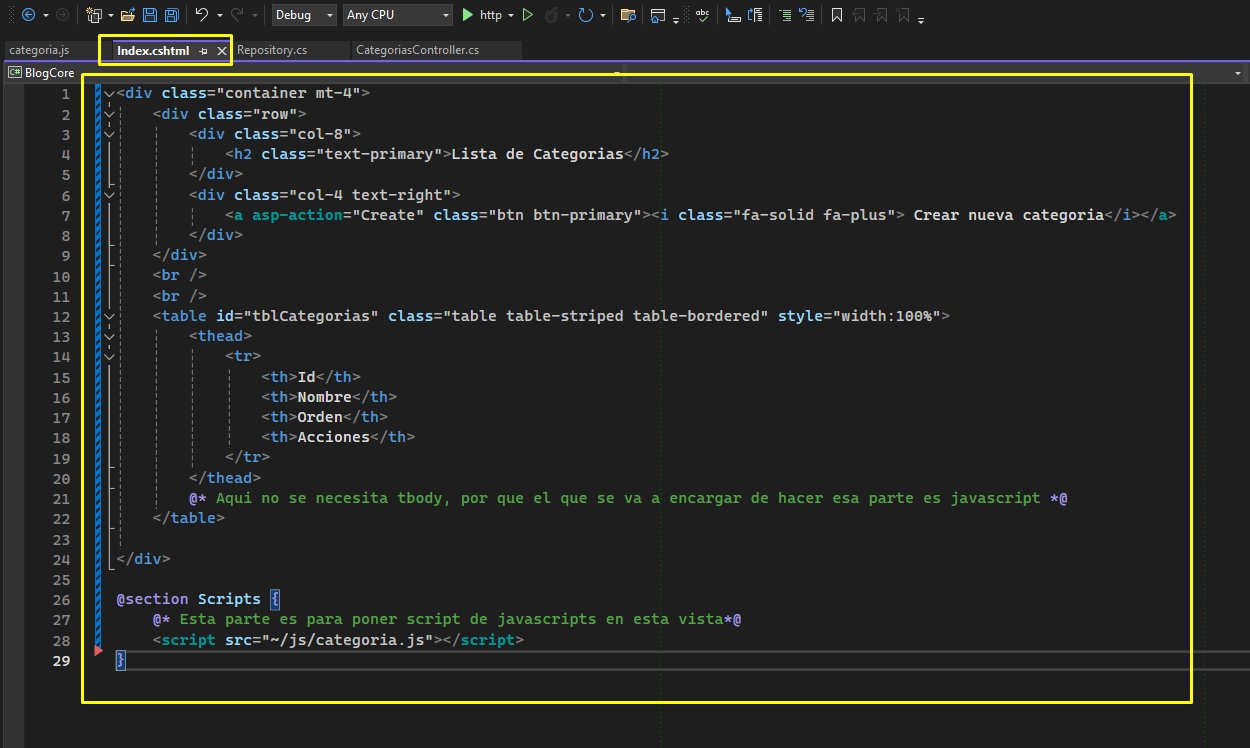 Debug Any CPU http abc
categoria.js Index.cshtml Repository.cs CategoriasController.cs
C# BlogCore
1 <div class="container mt-4">
2 <div class="row">
3 <div class="col-8">
4 <h2 class="text-primary">Lista de Categorias</h2>
5 </div>
6 <div class="col-4 text-right">
7 <a asp-action="Create" class="btn btn-primary"><i class="fa-solid fa-plus"> Crear nueva categoria</i></a>
8 </div>
9 </div>
10 <br />
11 <br />
12 <table id="tblCategorias" class="table table-striped table-bordered" style="width:100%">
13 <thead>
14 <tr>
15 <th>Id</th>
16 <th>Nombre</th>
17 <th>Orden</th>
18 <th>Acciones</th>
19 </tr>
20 </thead>
21 @* Aqui no se necesita tbody, por que el que se va a encargar de hacer esa parte es javascript *@
22 </table>
23
24 </div>
25
26 @section Scripts {
27 @* Esta parte es para poner script de javascripts en esta vista*@
28 <script src="~/js/categoria.js"></script>
29 }